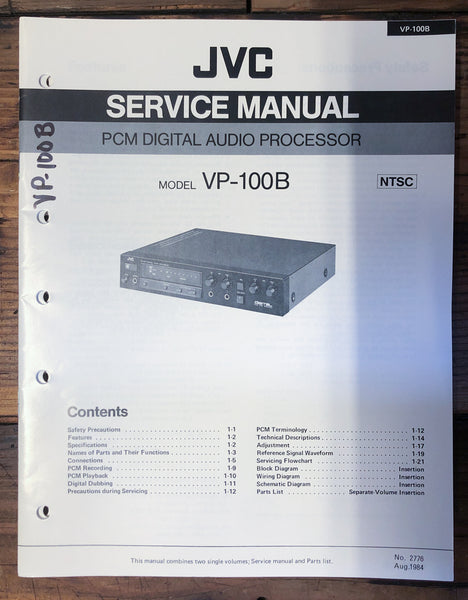 VP-100B
JVC
SERVICE MANUAL
PCM DIGITAL AUDIO PROCESSOR
MODEL VP-100B
NTSC
VP-100B
JVC
DIGITAL
Contents
Safety Precautions 1-1
Features 1-2
Specifications 1-2
Names of Parts and Their Functions 1-3
Connections 1-5
PCM Recording 1-9
PCM Playback 1-10
Digital Dubbing 1-11
Precautions during Servicing 1-12
PCM Terminology 1-12
Technical Descriptions 1-14
Adjustment 1-17
Reference Signal Waveform 1-19
Servicing Flowchart 1-21
Block Diagram Insertion
Wiring Diagram Insertion
Schematic Diagram Insertion
Parts List Separate-Volume Insertion
This manual combines two single volumes; Service manual and Parts list.
No. 2776
Aug.1984